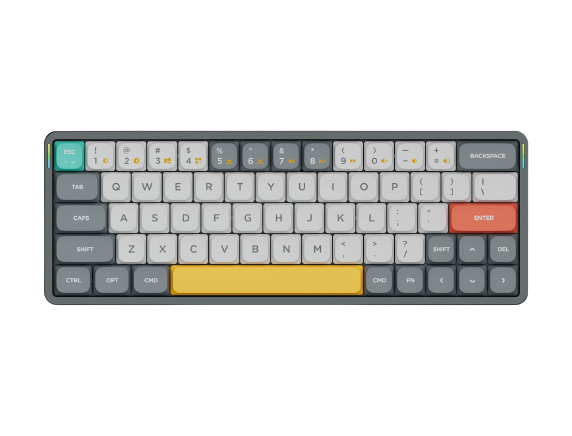 ESC ! 1 @ 2 # 3 $ 4 % 5 ^ 6 & 7 * 8 ( 9 ) 0 — – + = BACKSPACE
TAB Q W E R T Y U I O P { [ } ] | \
CAPS A S D F G H J K L : ; " ' ENTER
SHIFT Z X C V B N M < , > . ? / SHIFT DEL
CTRL OPT CMD CMD FN